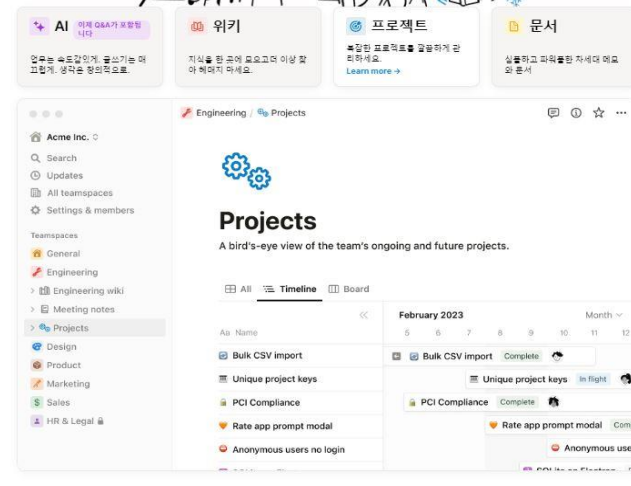 AI 이제 Q&A가 포함됩
니다
업무는 속도감있게. 글쓰기는 매
끄럽게. 생각은 창의적으로.
위키
지식을 한 곳에 모으고더 이상 찾
아 헤매지 마세요.
프로젝트
복잡한 프로젝트를 깔끔하게 관
리하세요.
Learn more →
문서
심플하고 파워풀한 차세대 메모
와 문서
Acme Inc.
Search
Updates
All teamspaces
Settings & members
Teamspaces
General
Engineering
Engineering wiki
Meeting notes
Projects
Design
Product
Marketing
Sales
HR & Legal
Engineering / Projects
Projects
A bird's-eye view of the team's ongoing and future projects.
All Timeline Board
February 2023 Month
Aa Name 5 6 7 8 9 10 11 12
Bulk CSV import Bulk CSV import Complete
Unique project keys Unique project keys In flight
PCI Compliance PCI Compliance Complete
Rate app prompt modal Rate app prompt modal Com
Anonymous users no login Anonymous use